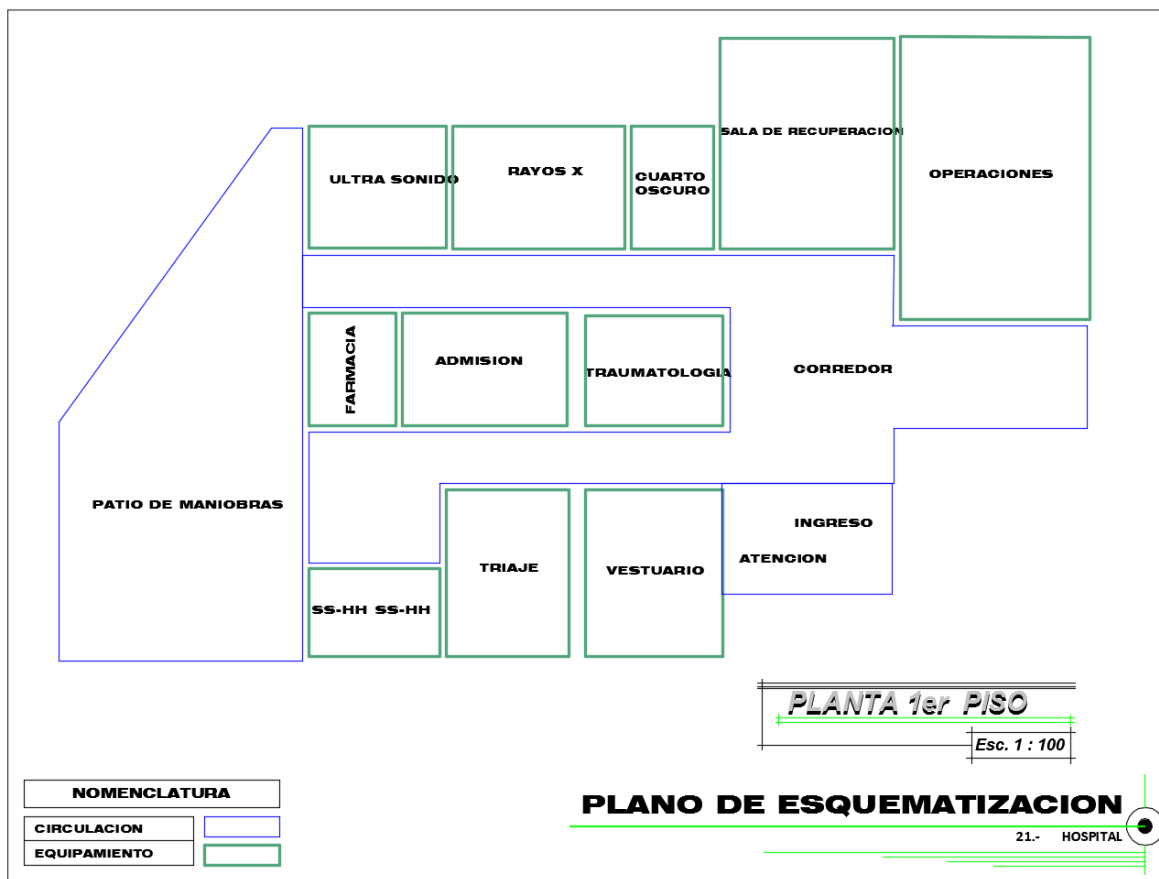 SALA DE RECUPERACION
OPERACIONES
ULTRA SONIDO
RAYOS X
CUARTO
OSCURO
FARMACIA
ADMISION
TRAUMATOLOGIA
CORREDOR
PATIO DE MANIOBRAS
INGRESO
ATENCION
TRIAJE
VESTUARIO
SS-HH SS-HH
PLANTA 1er PISO
Esc. 1 : 100
NOMENCLATURA
CIRCULACION
EQUIPAMIENTO
PLANO DE ESQUEMATIZACION
21.- HOSPITAL